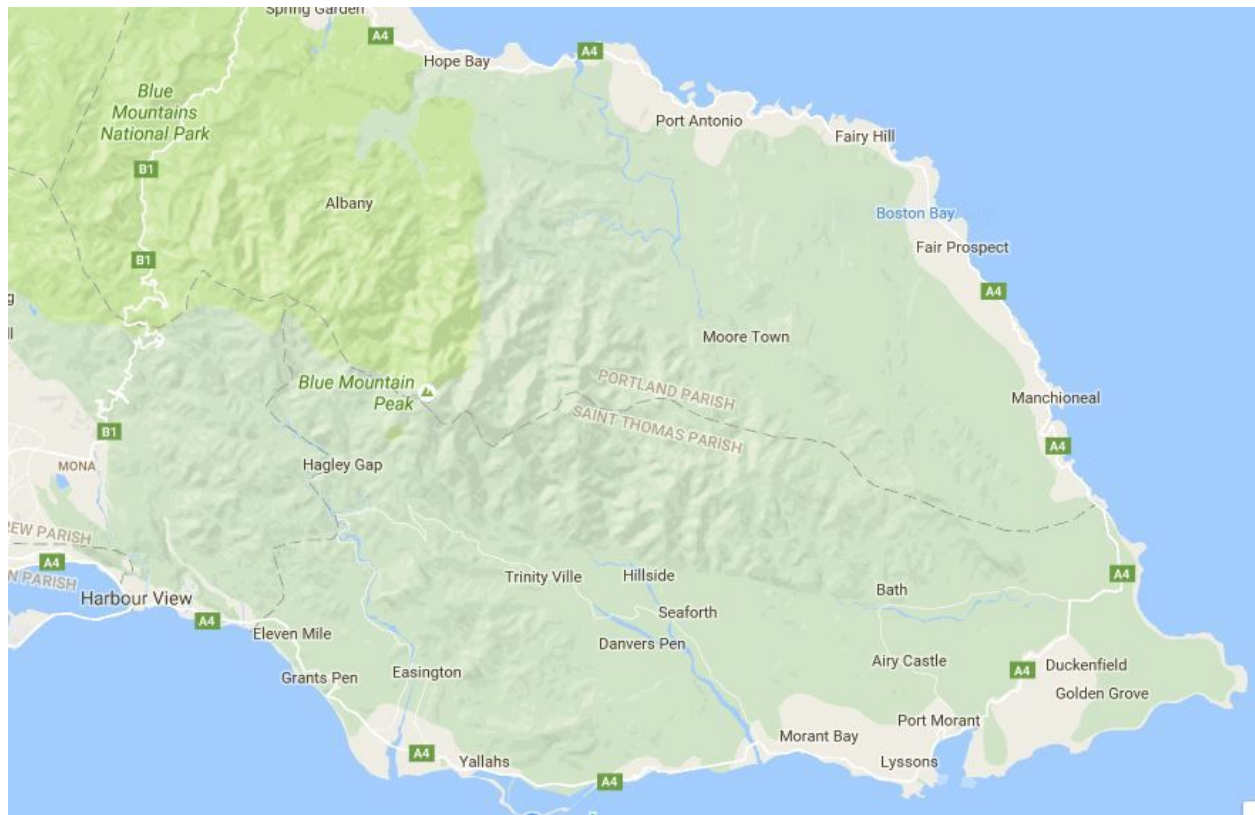 Spring Garden
A4
Hope Bay
A4
Port Antonio
Fairy Hill
Blue
Mountains
National Park
B1
Albany
Boston Bay
Fair Prospect
B1
A4
Moore Town
Blue Mountain
Peak
PORTLAND PARISH
SAINT THOMAS PARISH
Manchioneal
B1
A4
MONA
Hagley Gap
REW PARISH
A4
N PARISH
Harbour View
A4
Trinity Ville
Hillside
Bath
A4
Seaforth
Eleven Mile
Danvers Pen
Grants Pen
Easington
Airy Castle
A4
Duckenfield
Golden Grove
Port Morant
Morant Bay
A4
Yallahs
Lyssons
A4